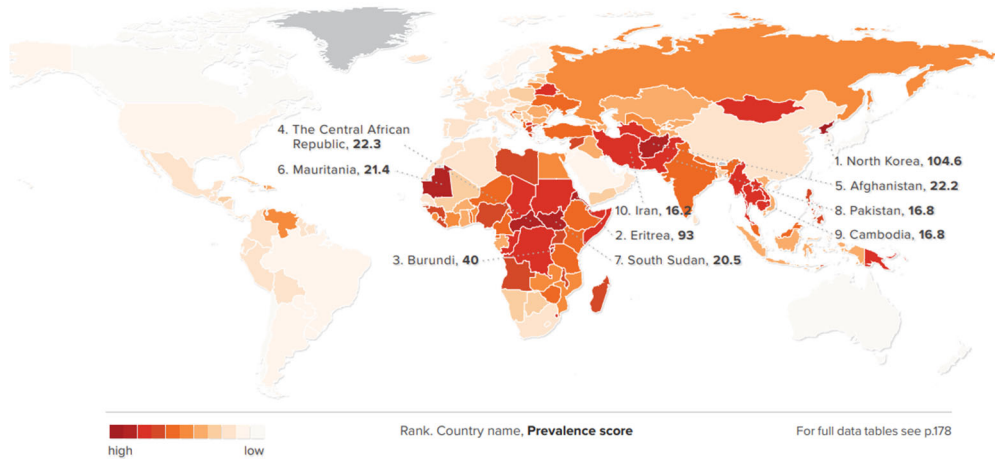 4. The Central African
Republic, 22.3
6. Mauritania, 21.4
3. Burundi, 40
10. Iran, 16.2
2. Eritrea, 93
7. South Sudan, 20.5
1. North Korea, 104.6
5. Afghanistan, 22.2
8. Pakistan, 16.8
9. Cambodia, 16.8
high
low
Rank. Country name, Prevalence score
For full data tables see p.178